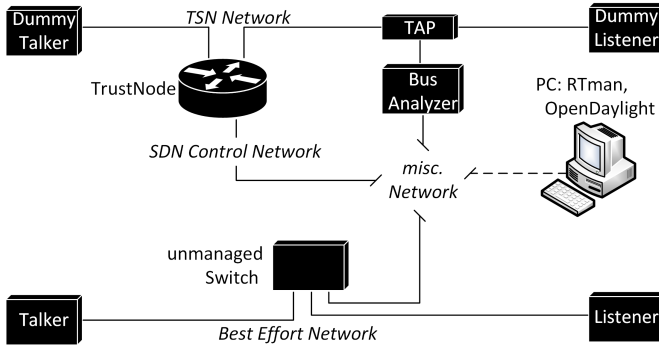 Dummy
Talker
TSN Network
TAP
Dummy
Listener
TrustNode
Bus
Analyzer
PC: RTman,
OpenDaylight
SDN Control Network
misc.
Network
unmanaged
Switch
Talker
Best Effort Network
Listener